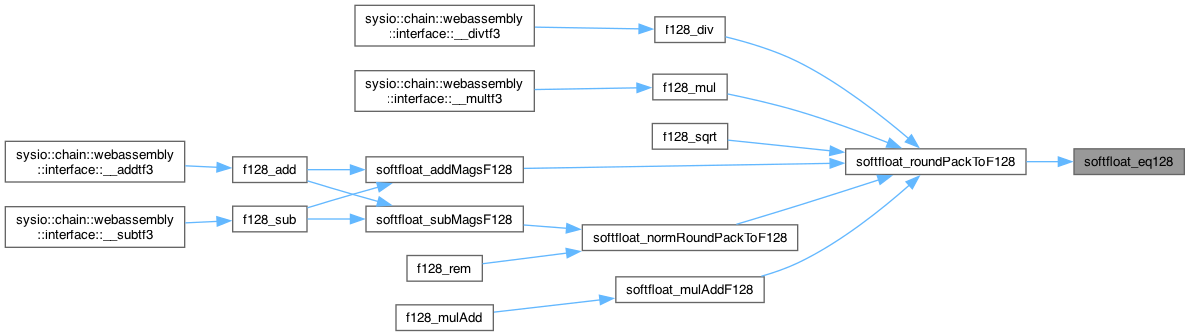 sysio::chain::webassembly
::interface::__divtf3
f128_div
sysio::chain::webassembly
::interface::__multf3
f128_mul
f128_sqrt
sysio::chain::webassembly
::interface::__addtf3
f128_add
softfloat_addMagsF128
softfloat_roundPackToF128
softfloat_eq128
sysio::chain::webassembly
::interface::__subtf3
f128_sub
softfloat_subMagsF128
softfloat_normRoundPackToF128
f128_rem
softfloat_mulAddF128
f128_mulAdd